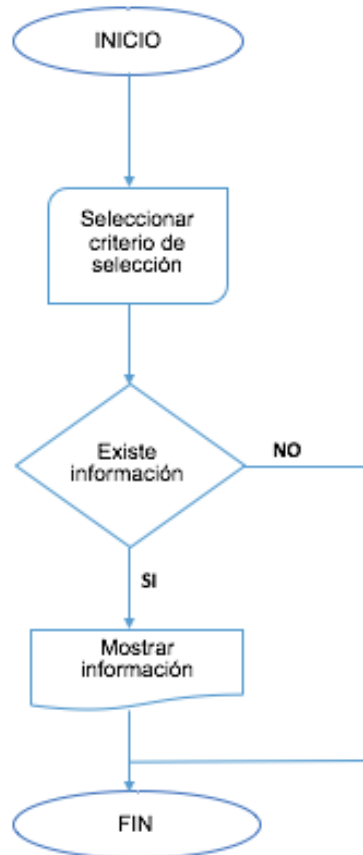 INICIO
Seleccionar
criterio de
selección
Existe
información
NO
SI
Mostrar
información
FIN